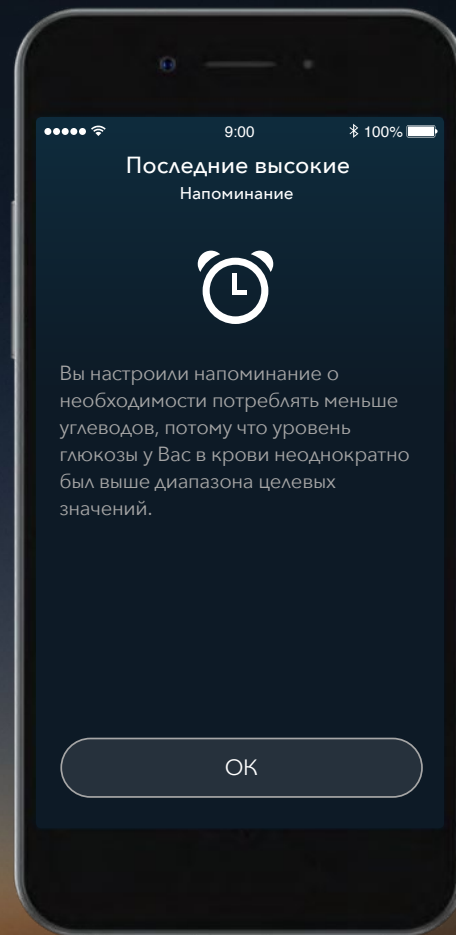 9:00
100%
Последние высокие
Напоминание
Вы настроили напоминание о
необходимости потреблять меньше
углеводов, потому что уровень
глюкозы у Вас в крови неоднократно
был выше диапазона целевых
значений.
ОК